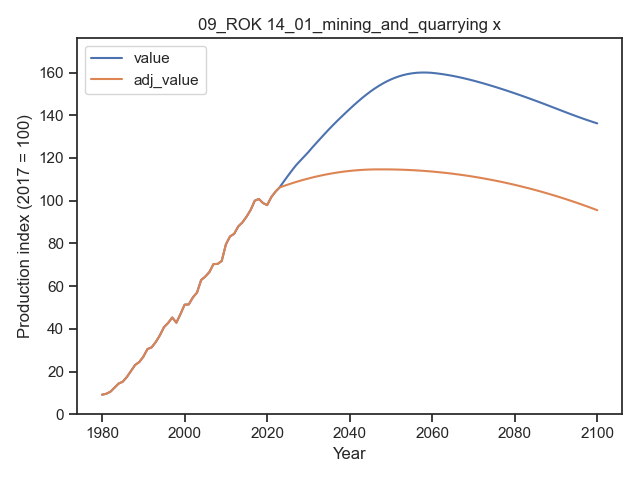 09_ROK 14_01_mining_and_quarrying x
value
adj_value
Production index (2017 = 100)
160
140
120
100
80
60
40
20
0
1980 2000 2020 2040 2060 2080 2100
Year